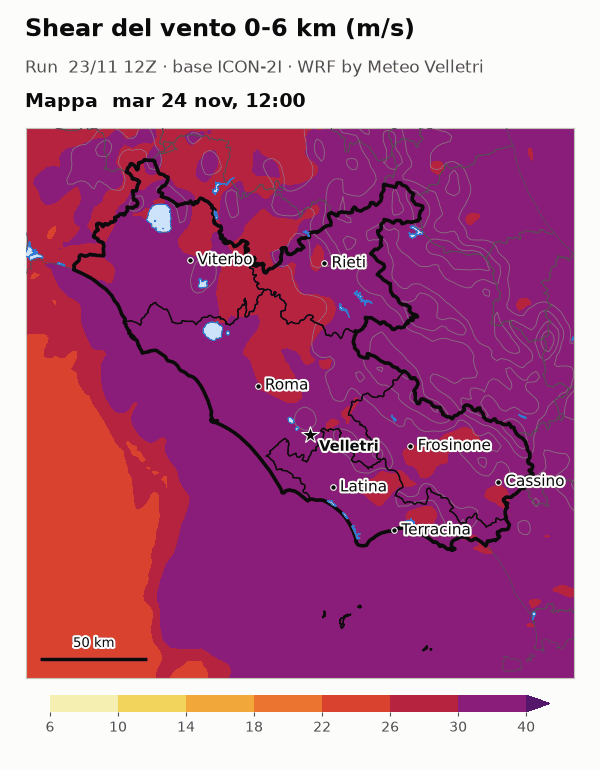 Shear del vento 0-6 km (m/s)
Run  23/11 12Z · base ICON-2I · WRF by Meteo Velletri
Mappa  mar 24 nov, 12:00
Viterbo
Rieti
Roma
Velletri
Frosinone
Cassino
Latina
Terracina
50 km
6 10 14 18 22 26 30 40